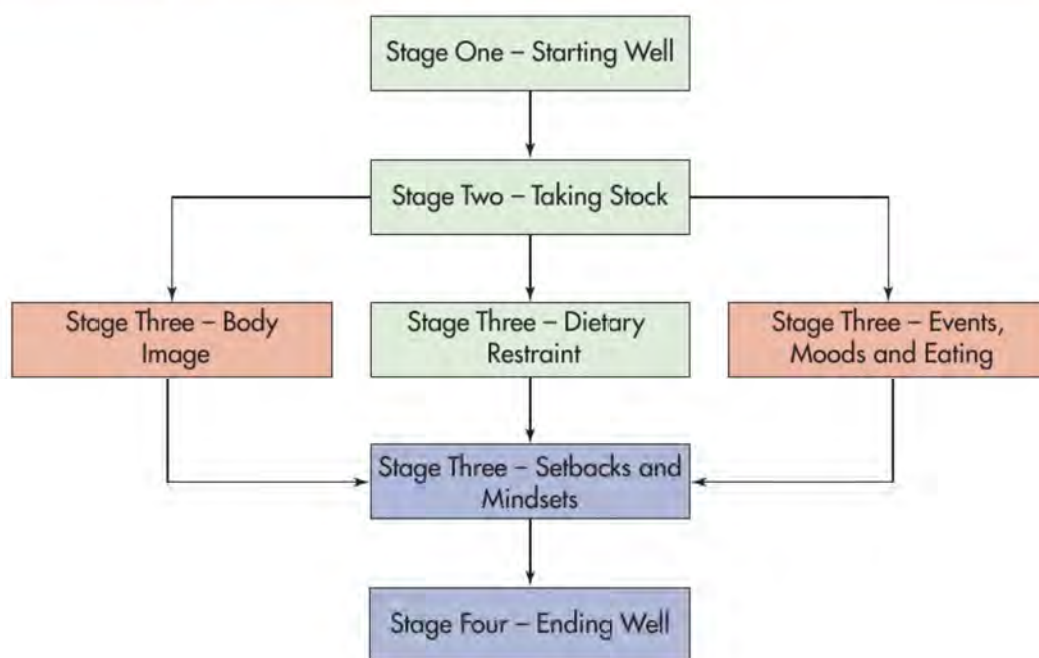 Stage One – Starting Well
Stage Two – Taking Stock
Stage Three – Body
Image
Stage Three – Dietary
Restraint
Stage Three – Events,
Moods and Eating
Stage Three – Setbacks and
Mindsets
Stage Four – Ending Well